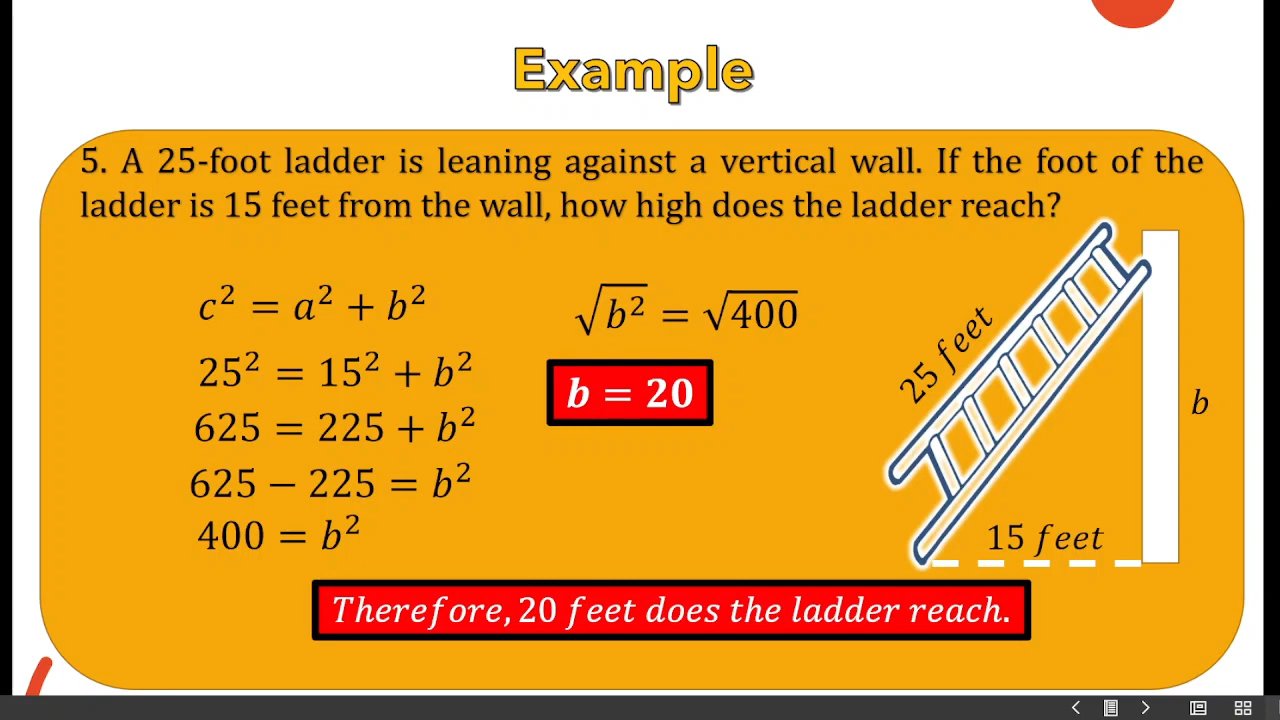 Example
5. A 25-foot ladder is leaning against a vertical wall. If the foot of the
ladder is 15 feet from the wall, how high does the ladder reach?
c² = a² + b²
25² = 15² + b²
625 = 225 + b²
625 − 225 = b²
400 = b²
√b² = √400
b = 20
25 feet
b
15 feet
Therefore, 20 feet does the ladder reach.